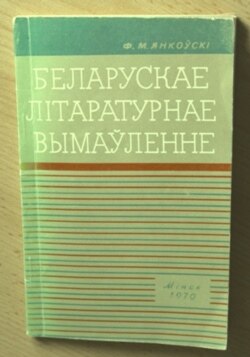 Ф. М. ЯНКОЎСКІ
БЕЛАРУСКАЕ
ЛІТАРАТУРНАЕ
ВЫМАЎЛЕННЕ
Мінск
1970